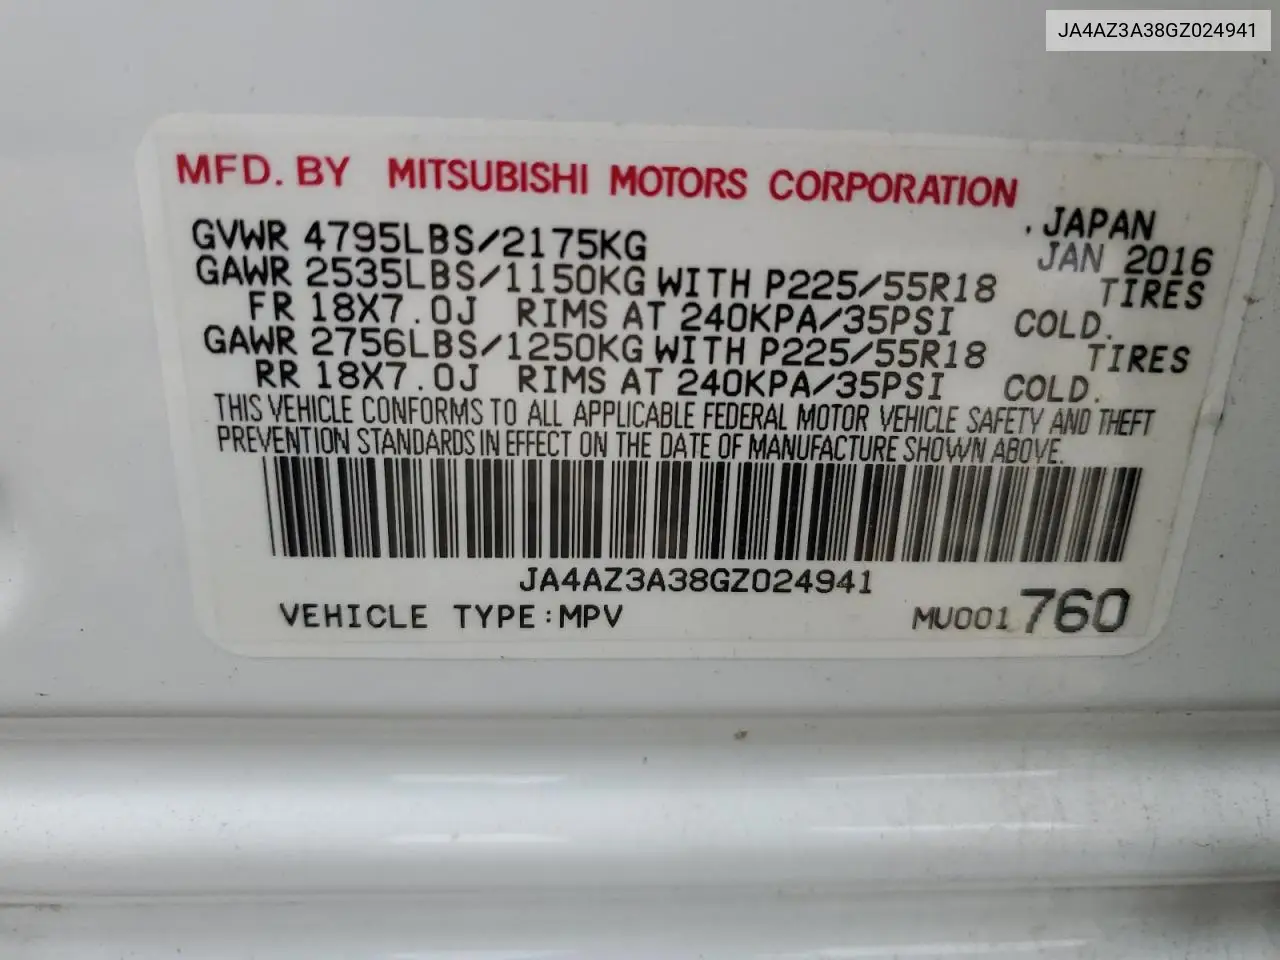 JA4AZ3A38GZ024941
MFD. BY MITSUBISHI MOTORS CORPORATION
. JAPAN
GVWR 4795LBS/2175KG JAN 2016
GAWR 2535LBS/1150KG WITH P225/55R18 TIRES
FR 18X7.0J RIMS AT 240KPA/35PSI COLD.
GAWR 2756LBS/1250KG WITH P225/55R18 TIRES
RR 18X7.0J RIMS AT 240KPA/35PSI COLD.
THIS VEHICLE CONFORMS TO ALL APPLICABLE FEDERAL MOTOR VEHICLE SAFETY AND THEFT
PREVENTION STANDARDS IN EFFECT ON THE DATE OF MANUFACTURE SHOWN ABOVE.
JA4AZ3A38GZ024941
VEHICLE TYPE:MPV MU001760